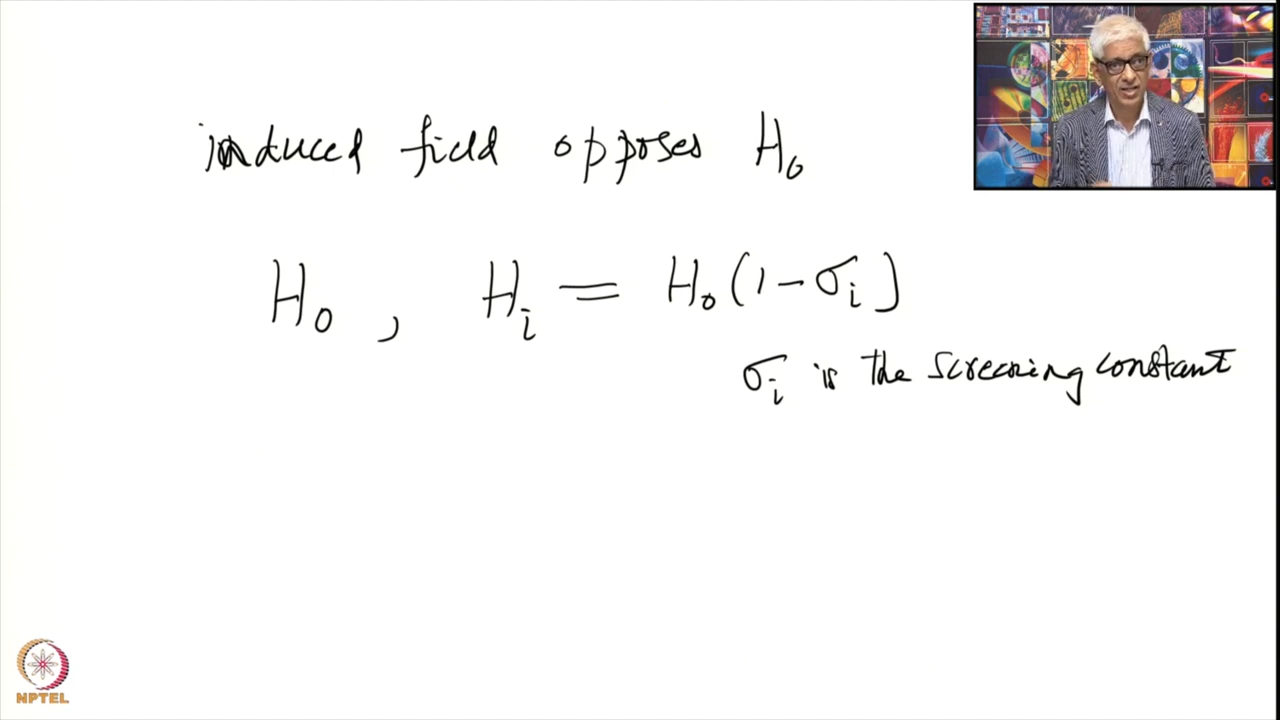 induced field opposes H₀
H₀ , Hᵢ = H₀(1-σᵢ)
σᵢ is the screening constant
NPTEL